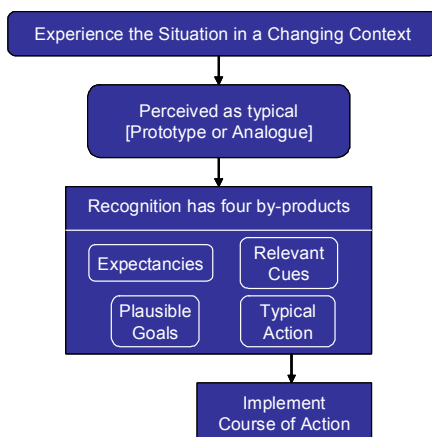 Experience the Situation in a Changing Context
Perceived as typical
[Prototype or Analogue]
Recognition has four by-products
Expectancies
Relevant
Cues
Plausible
Goals
Typical
Action
Implement
Course of Action